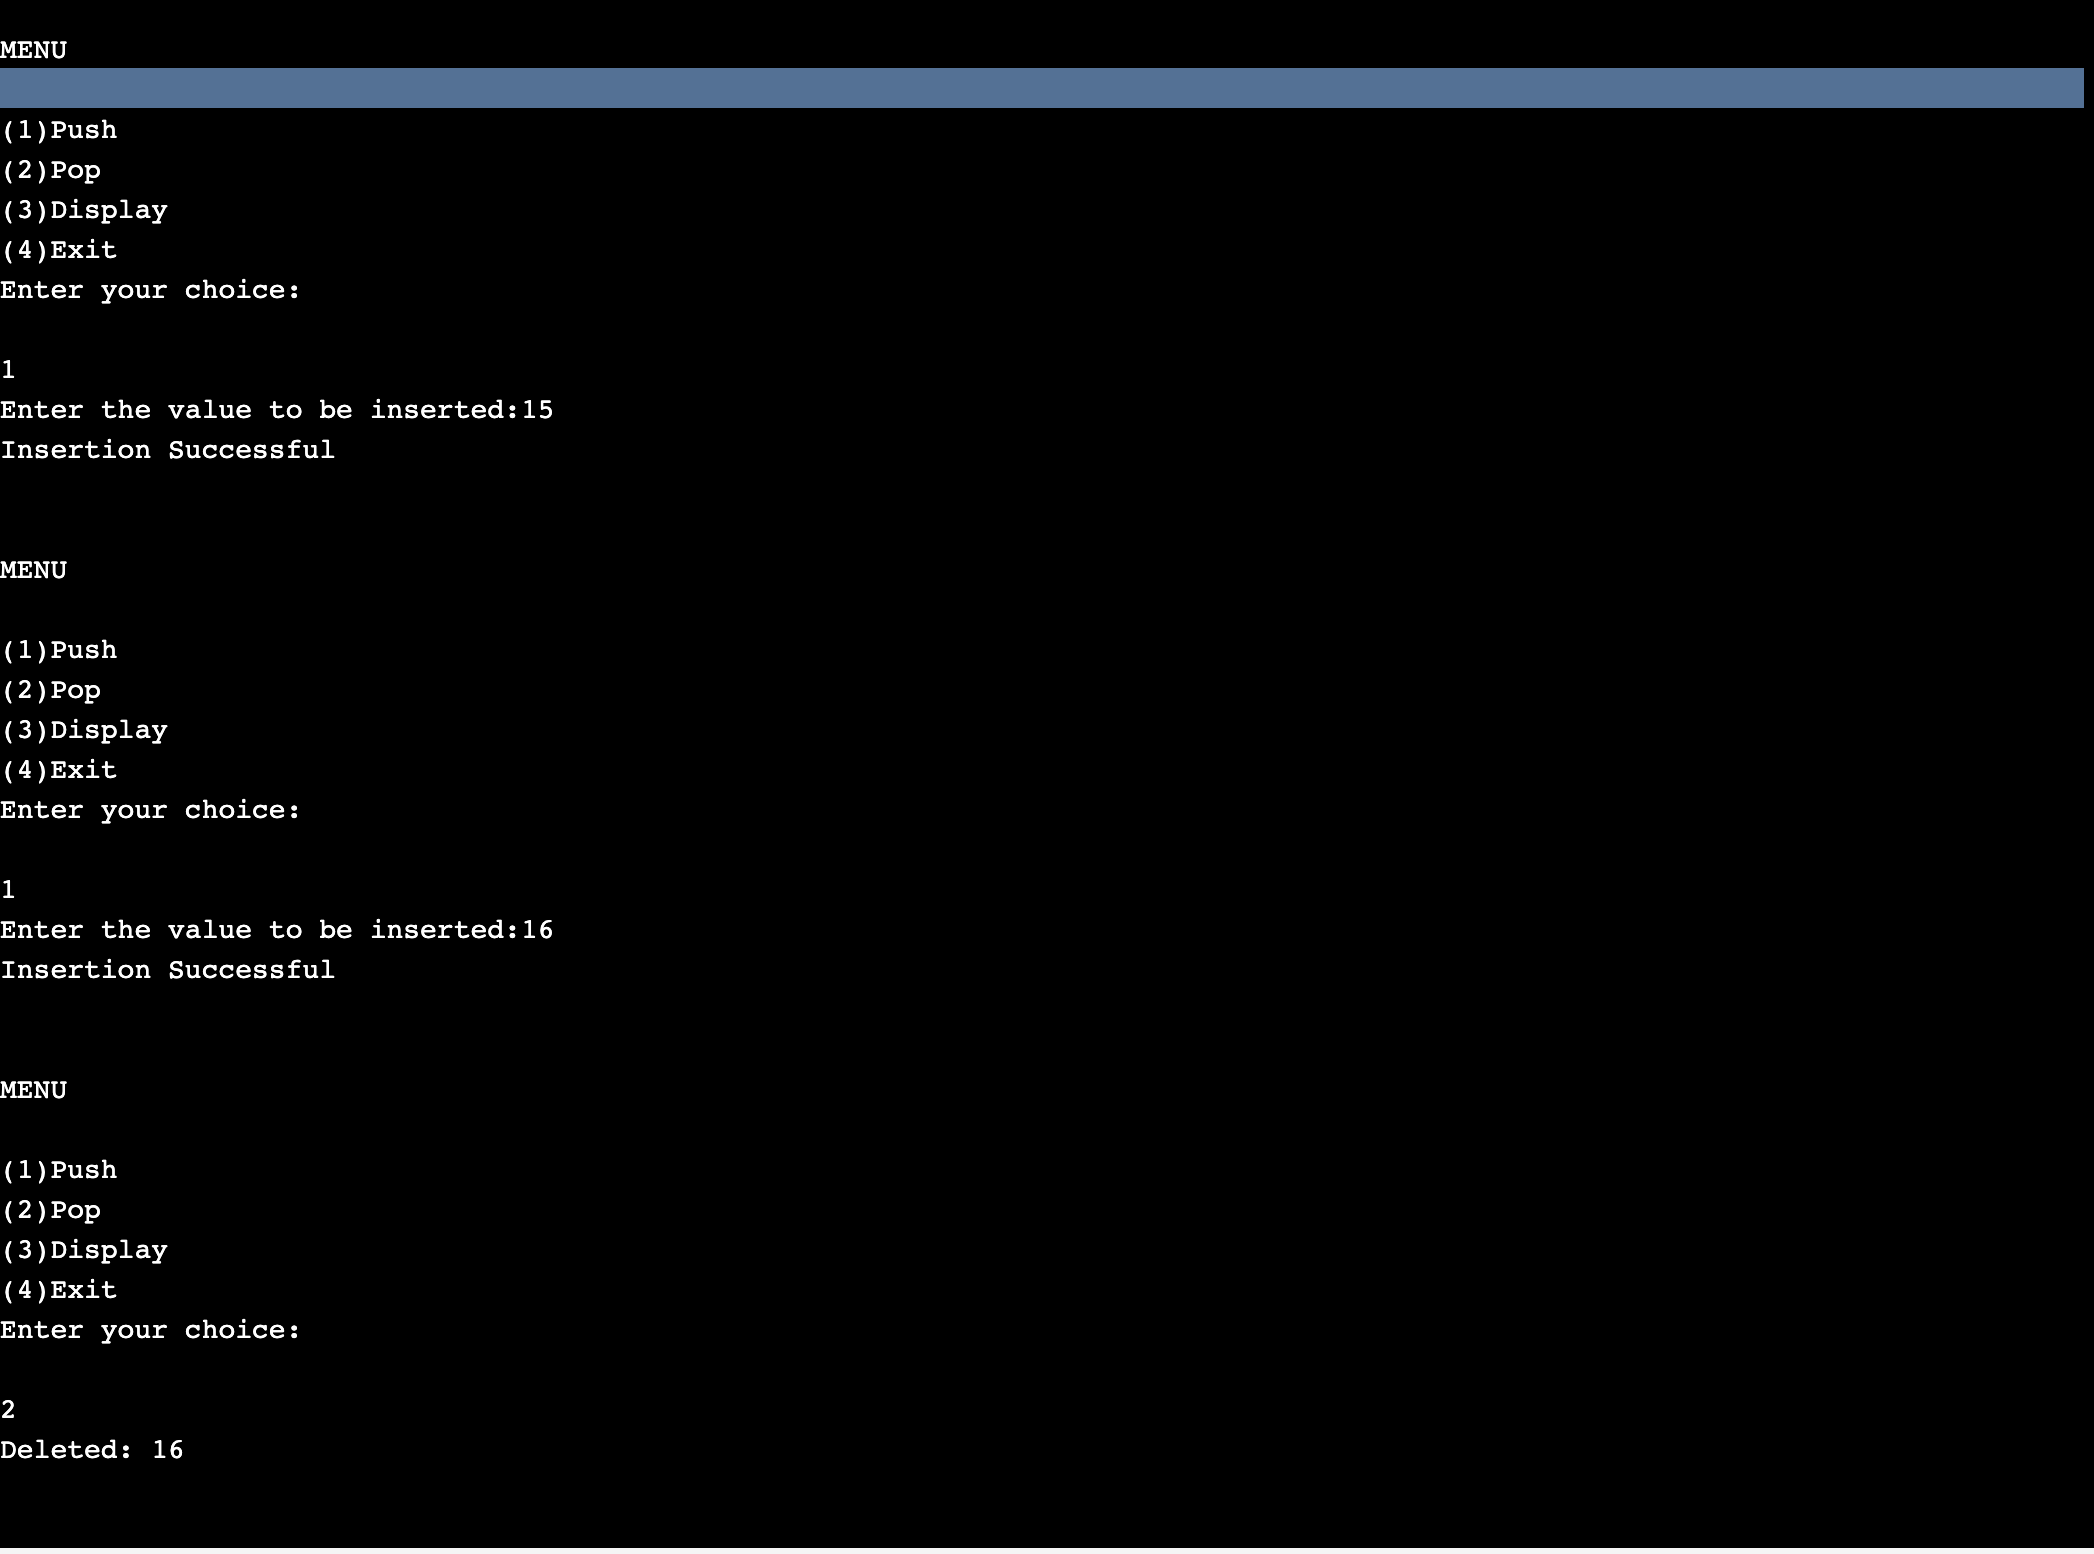 MENU
(1)Push
(2)Pop
(3)Display
(4)Exit
Enter your choice:
1
Enter the value to be inserted:15
Insertion Successful
MENU
(1)Push
(2)Pop
(3)Display
(4)Exit
Enter your choice:
1
Enter the value to be inserted:16
Insertion Successful
MENU
(1)Push
(2)Pop
(3)Display
(4)Exit
Enter your choice:
2
Deleted: 16